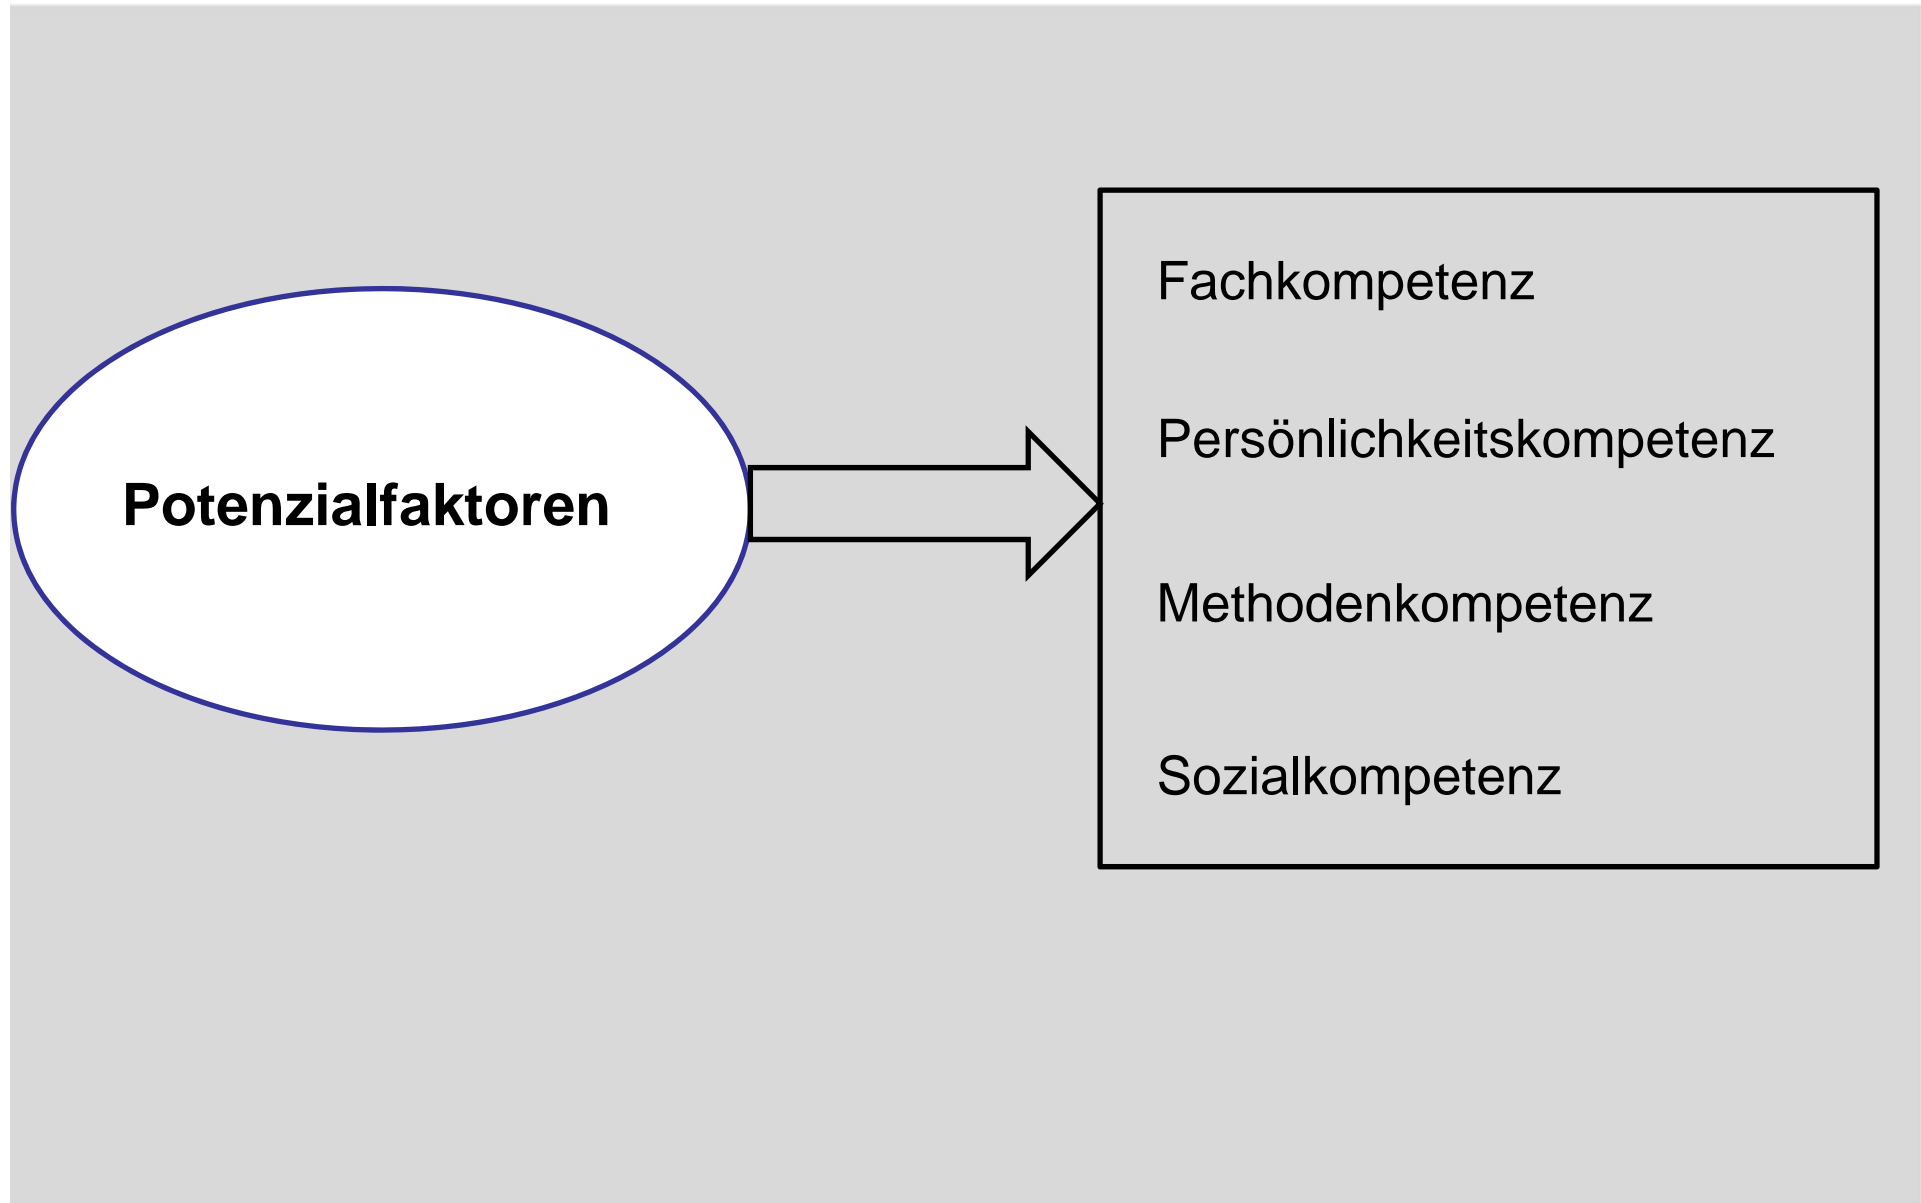 Potenzialfaktoren
Fachkompetenz
Persönlichkeitskompetenz
Methodenkompetenz
Sozialkompetenz